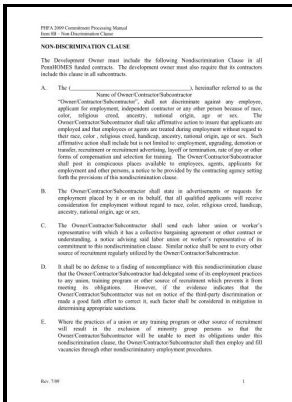 PHFA 2009 Commitment Processing Manual
Item 8B – Non-Discrimination Clause
NON-DISCRIMINATION CLAUSE
The Development Owner must include the following Nondiscrimination Clause in all
PennHOMES funded contracts. The development owner must also require that its contractors
include this clause in all subcontracts.
A. The (____________________________), hereinafter referred to as the
Name of Owner/Contractor/Subcontractor
"Owner/Contractor/Subcontractor", shall not discriminate against any employee,
applicant for employment, independent contractor or any other person because of race,
color, religious creed, ancestry, national origin, age or sex. The
Owner/Contractor/Subcontractor shall take affirmative action to insure that applicants are
employed and that employees or agents are treated during employment without regard to
their race, color , religious creed, handicap, ancestry, national origin, age or sex. Such
affirmative action shall include but is not limited to: employment, upgrading, demotion or
transfer, recruitment or recruitment advertising, layoff or termination, rate of pay or other
forms of compensation and selection for training. The Owner/Contractor/Subcontractor
shall post in conspicuous places available to employees, agents, applicants for
employment and other persons, a notice to be provided by the contracting agency setting
forth the provisions of this nondiscrimination clause.
B. The Owner/Contractor/Subcontractor shall state in advertisements or requests for
employment placed by it or on its behalf, that all qualified applicants will receive
consideration for employment without regard to race, color, religious creed, handicap,
ancestry, national origin, age or sex.
C. The Owner/Contractor/Subcontractor shall send each labor union or worker's
representative with which it has a collective bargaining agreement or other contract or
understanding, a notice advising said labor union or worker's representative of its
commitment to this nondiscrimination clause. Similar notice shall be sent to every other
source of recruitment regularly utilized by the Owner/Contractor/Subcontractor.
D. It shall be no defense to a finding of noncompliance with this nondiscrimination clause
that the Owner/Contractor/Subcontractor had delegated some of its employment practices
to any union, training program or other source of recruitment which prevents it from
meeting its obligations. However, if the evidence indicates that the
Owner/Contractor/Subcontractor was not on notice of the third-party discrimination or
made a good faith effort to correct it, such factor shall be considered in mitigation in
determining appropriate sanctions.
E. Where the practices of a union or any training program or other source of recruitment
will result in the exclusion of minority group persons so that the
Owner/Contractor/Subcontractor will be unable to meet its obligations under this
nondiscrimination clause, the Owner/Contractor/Subcontractor shall then employ and fill
vacancies through other nondiscriminatory employment procedures.
Rev. 7/09 1